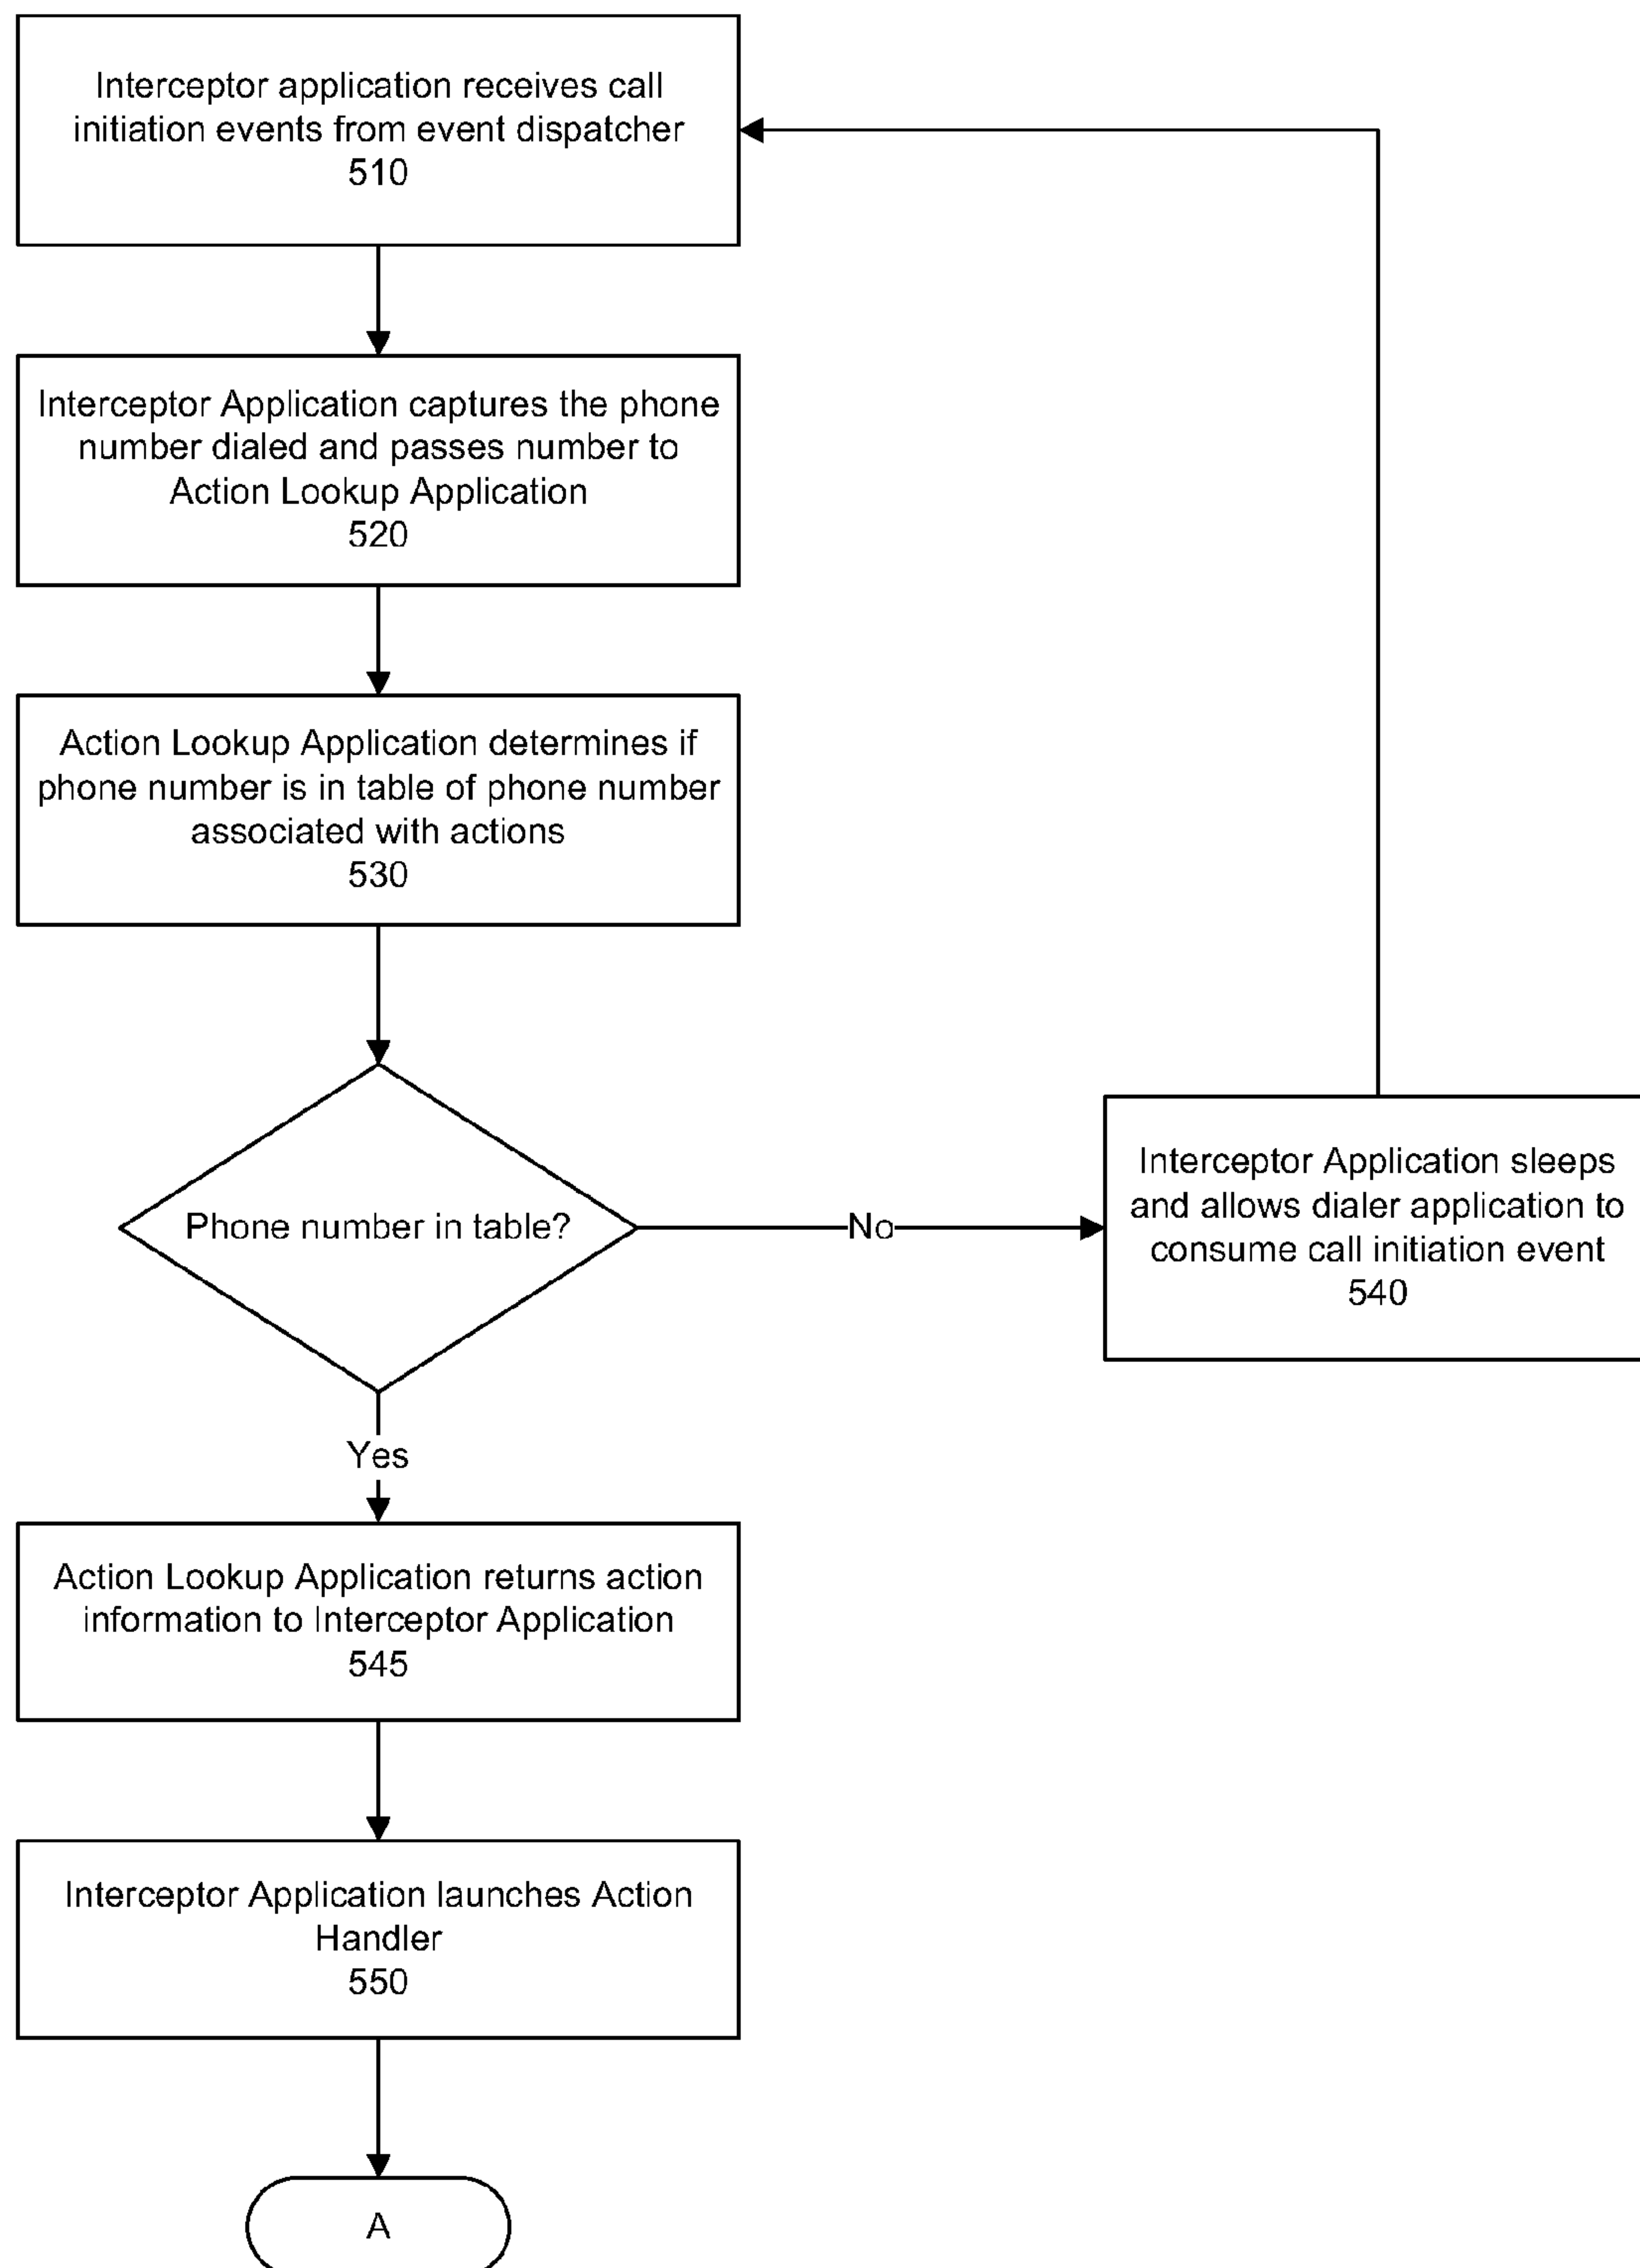 Interceptor application receives call
initiation events from event dispatcher
510
Interceptor Application captures the phone
number dialed and passes number to
Action Lookup Application
520
Action Lookup Application determines if
phone number is in table of phone number
associated with actions
530
Phone number in table?
No
Interceptor Application sleeps
and allows dialer application to
consume call initiation event
540
Yes
Action Lookup Application returns action
information to Interceptor Application
545
Interceptor Application launches Action
Handler
550
A